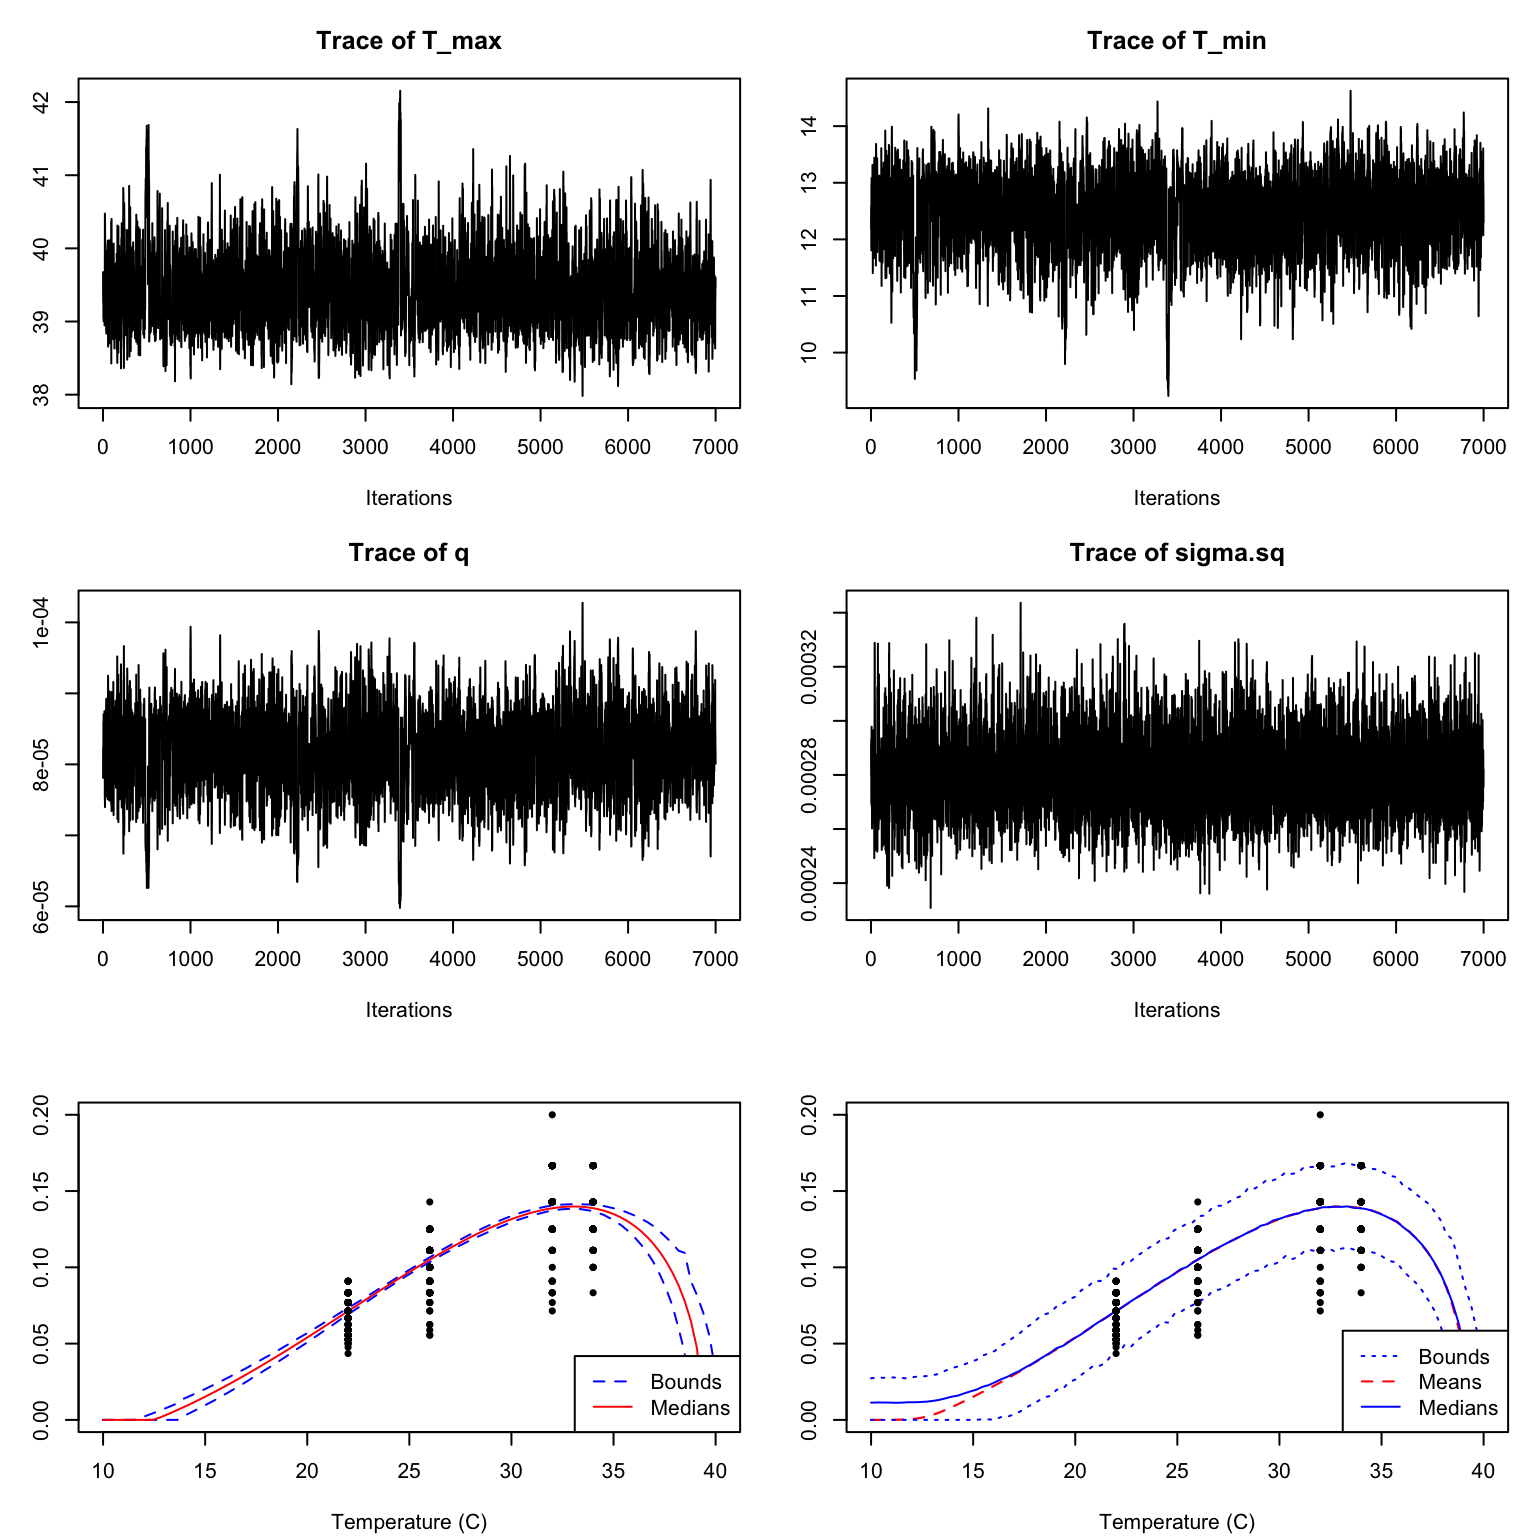 Trace of T_max
42
41
40
39
38
0 1000 2000 3000 4000 5000 6000 7000
Iterations
Trace of T_min
14
13
12
11
10
0 1000 2000 3000 4000 5000 6000 7000
Iterations
Trace of q
1e-04
8e-05
6e-05
0 1000 2000 3000 4000 5000 6000 7000
Iterations
Trace of sigma.sq
0.00032
0.00028
0.00024
0 1000 2000 3000 4000 5000 6000 7000
Iterations
0.20
0.15
0.10
0.05
0.00
Bounds
Medians
10 15 20 25 30 35 40
Temperature (C)
0.20
0.15
0.10
0.05
0.00
Bounds
Means
Medians
10 15 20 25 30 35 40
Temperature (C)